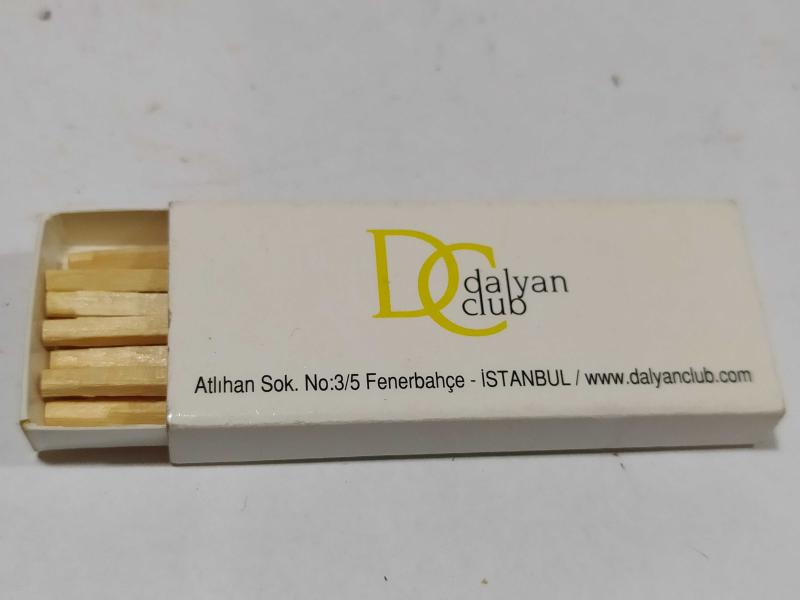 DC
dalyan
club
Atlıhan Sok. No:3/5 Fenerbahçe - İSTANBUL / www.dalyanclub.com